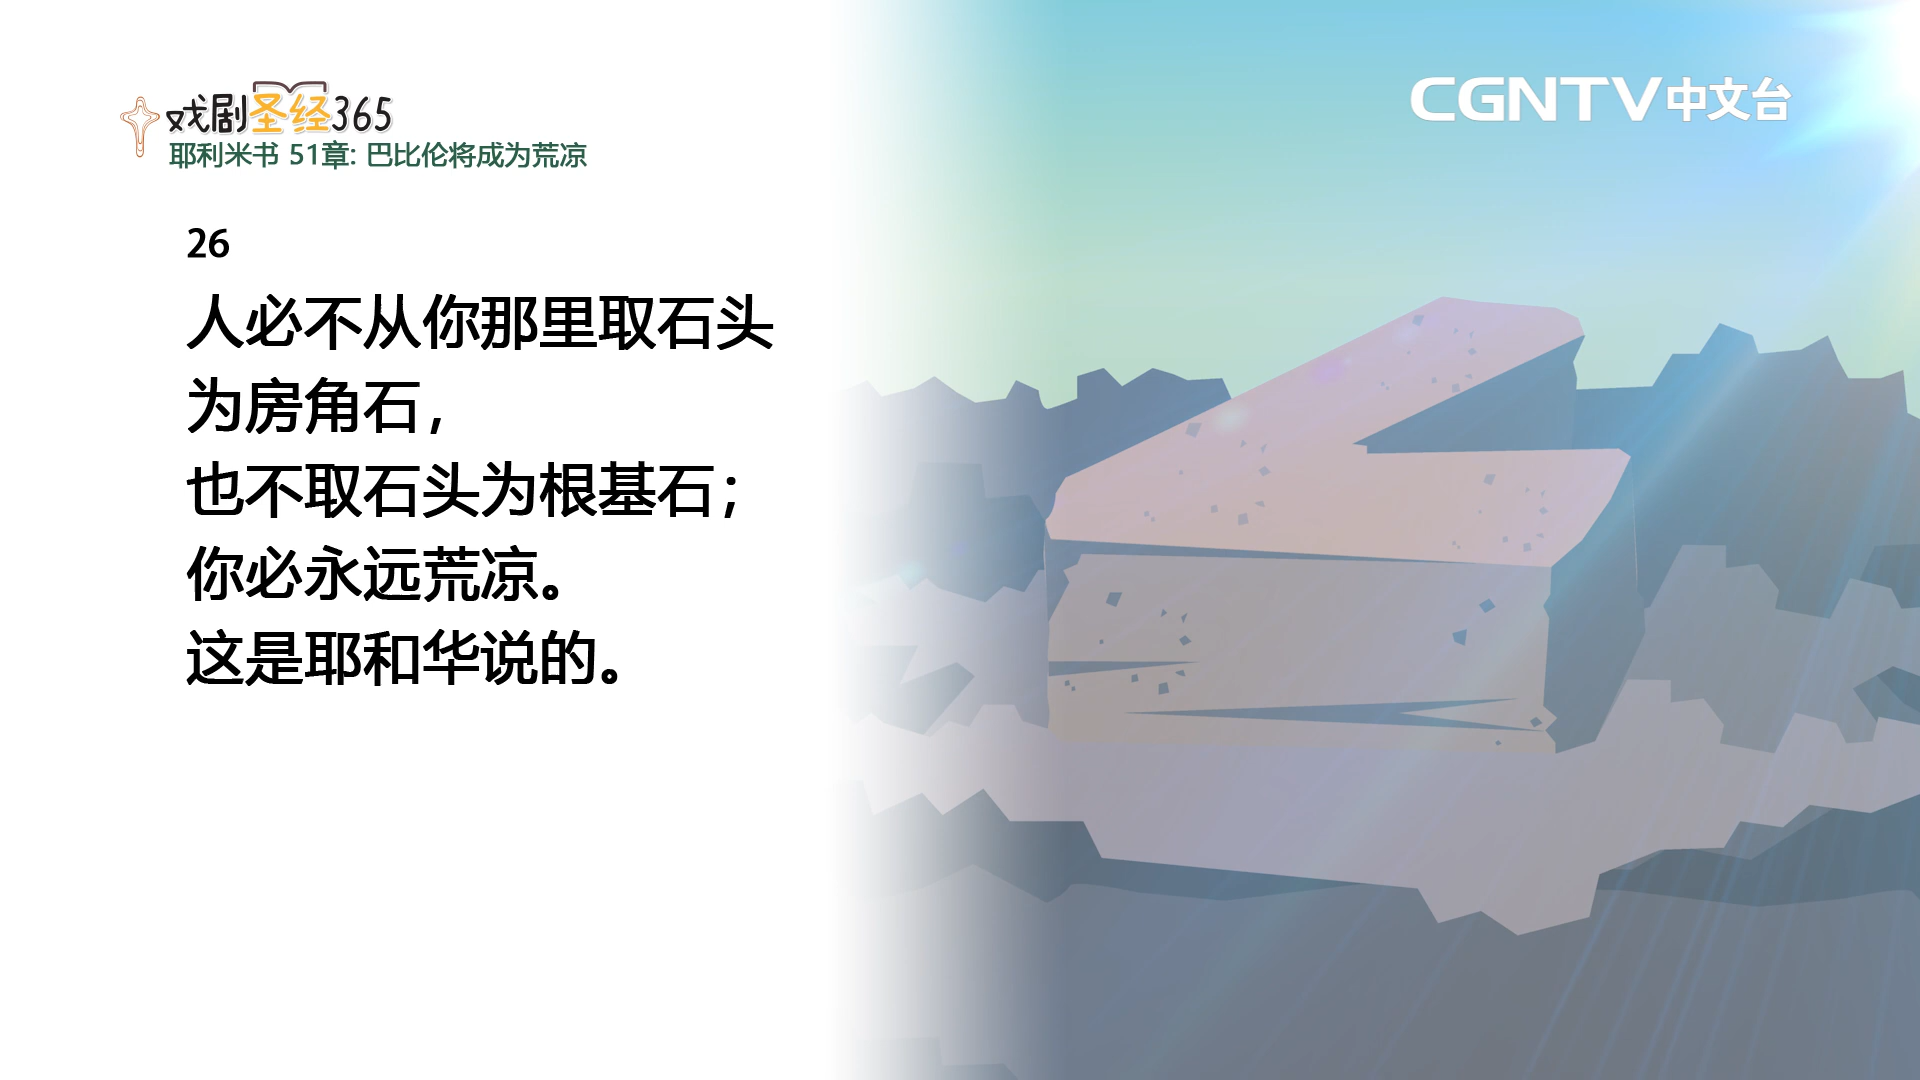 戏剧圣经365
CGNTV中文台
耶利米书 51章: 巴比伦将成为荒凉
26
人必不从你那里取石头
为房角石，
也不取石头为根基石；
你必永远荒凉。
这是耶和华说的。